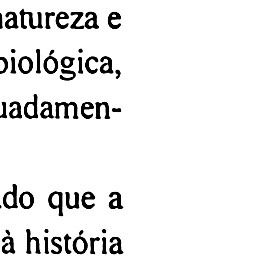 natureza e
biológica,
uadamen-
do que a
à história